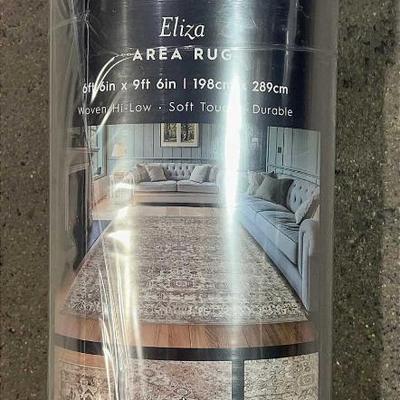 Eliza
AREA RUG
6ft 6in x 9ft 6in | 198cm x 289cm
Woven Hi-Low · Soft Touch · Durable